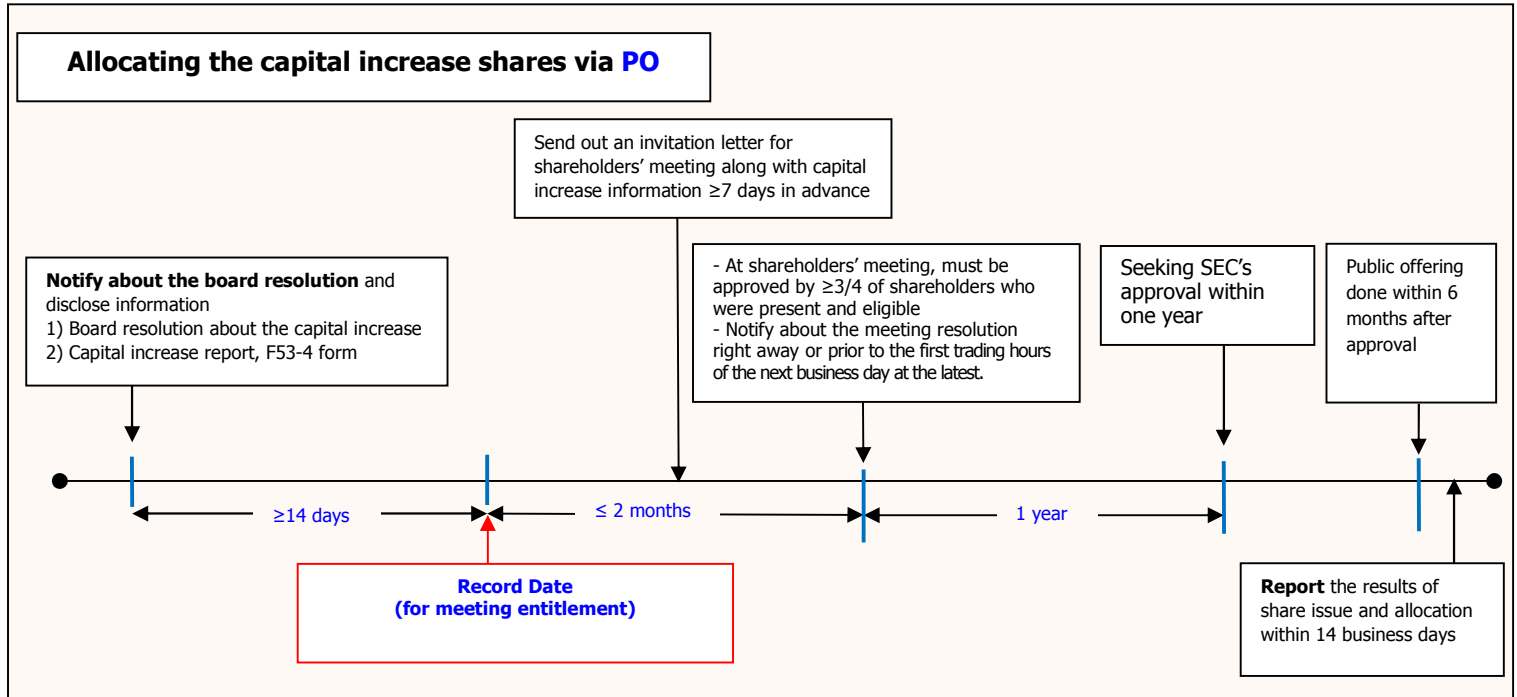 Allocating the capital increase shares via PO
Send out an invitation letter for
shareholders’ meeting along with capital
increase information ≥7 days in advance
Notify about the board resolution and
disclose information
1) Board resolution about the capital increase
2) Capital increase report, F53-4 form
- At shareholders’ meeting, must be
approved by ≥3/4 of shareholders who
were present and eligible
- Notify about the meeting resolution
right away or prior to the first trading hours
of the next business day at the latest.
Seeking SEC’s
approval within
one year
Public offering
done within 6
months after
approval
≥14 days
≤ 2 months
1 year
Record Date
(for meeting entitlement)
Report the results of
share issue and allocation
within 14 business days